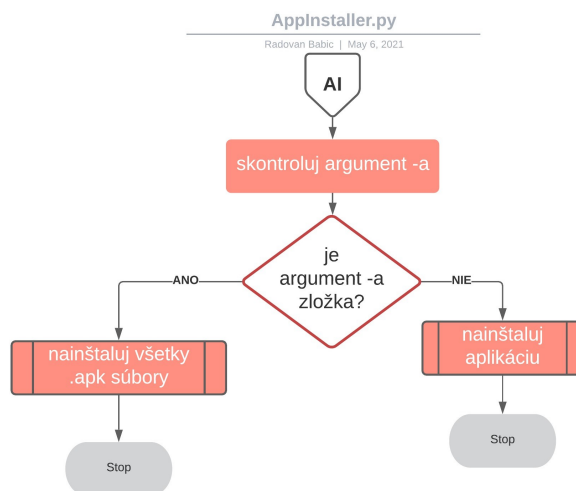 AppInstaller.py
Radovan Babic | May 6, 2021
AI
skontroluj argument -a
je
argument -a
zložka?
ANO
NIE
nainštaluj všetky
.apk súbory
nainštaluj
aplikáciu
Stop
Stop